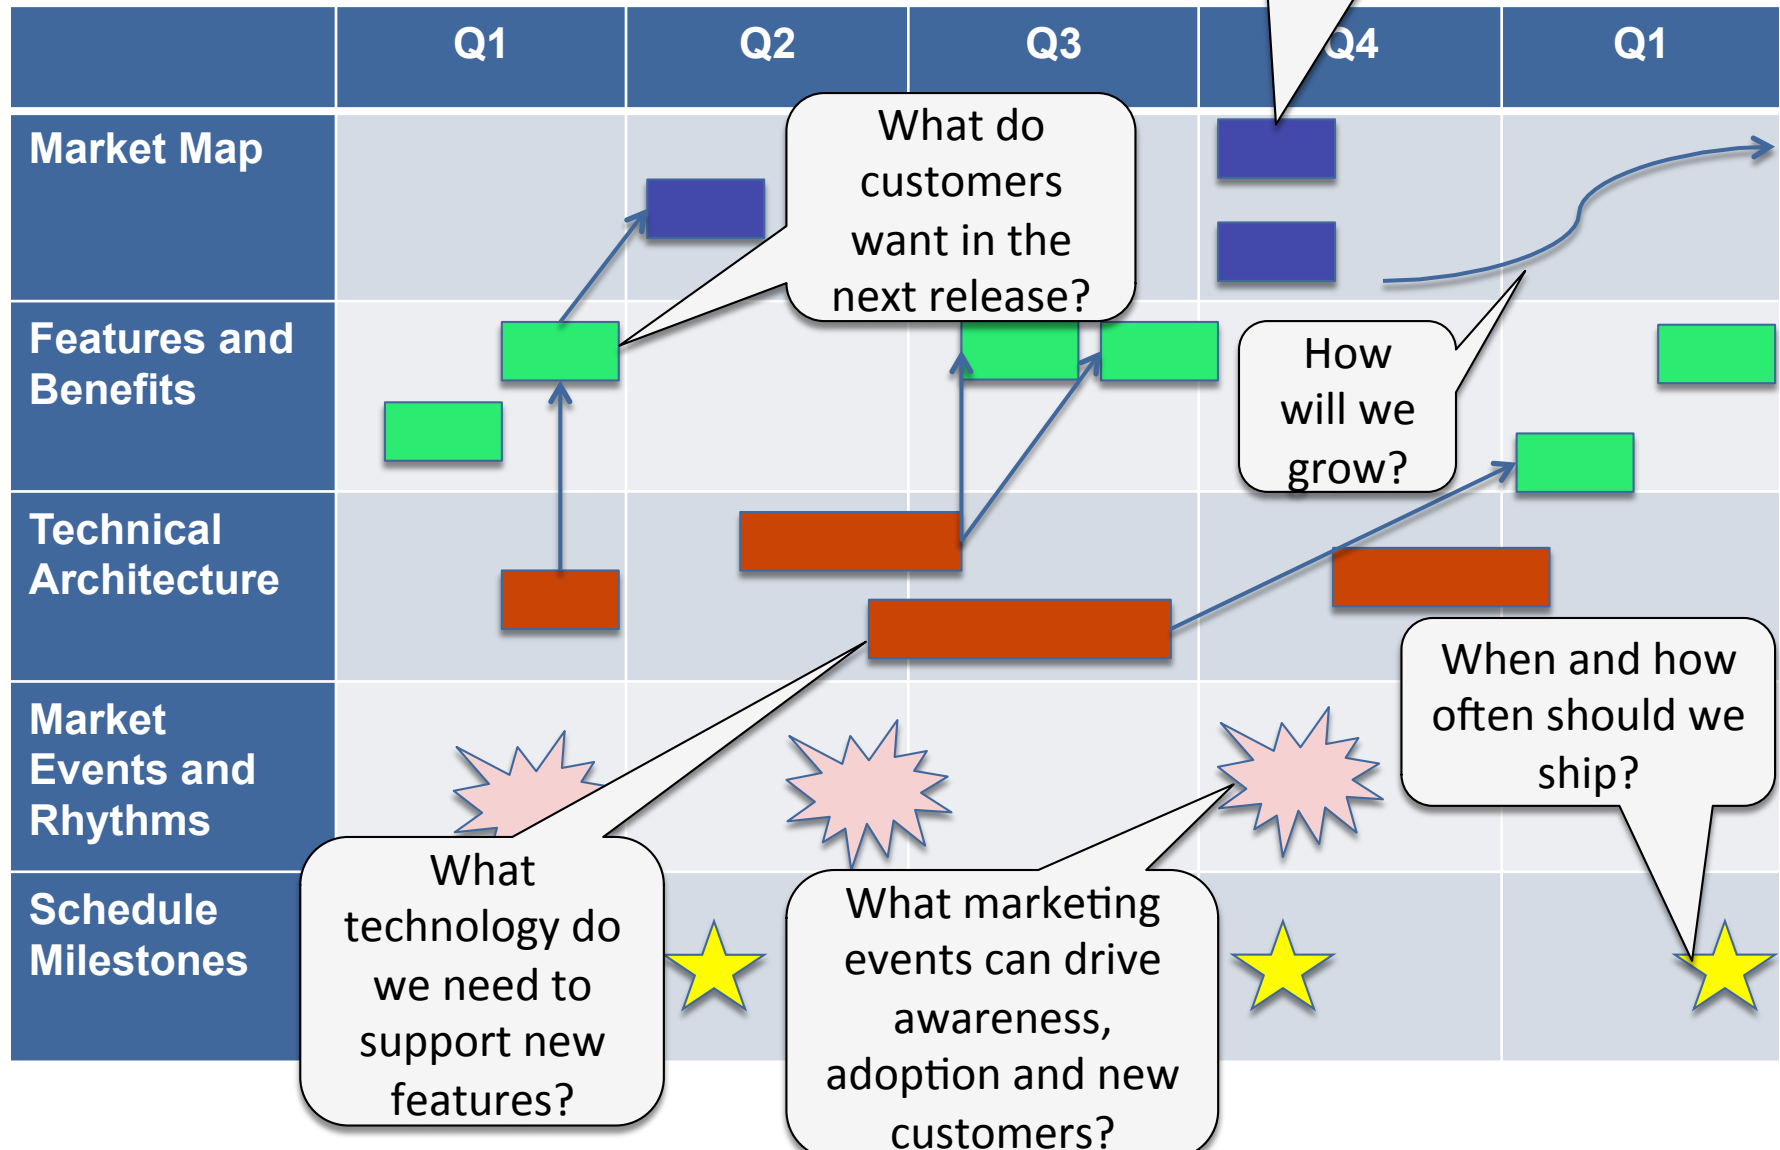 Q1 Q2 Q3 Q4 Q1
Market Map
What do
customers
want in the
next release?
Features and
Benefits
How
will we
grow?
Technical
Architecture
When and how
often should we
ship?
Market
Events and
Rhythms
What
technology do
we need to
support new
features?
What marketing
events can drive
awareness,
adoption and new
customers?
Schedule
Milestones